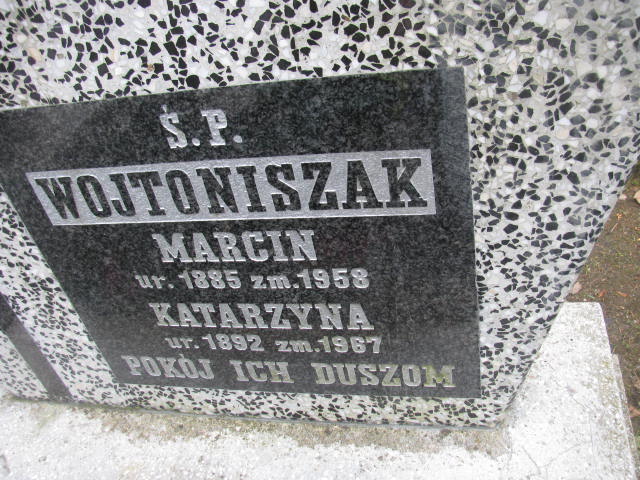 Ś.P.
WOJTONISZAK
MARCIN
ur. 1885 zm. 1958
KATARZYNA
ur. 1892 zm. 1967
POKÓJ ICH DUSZOM